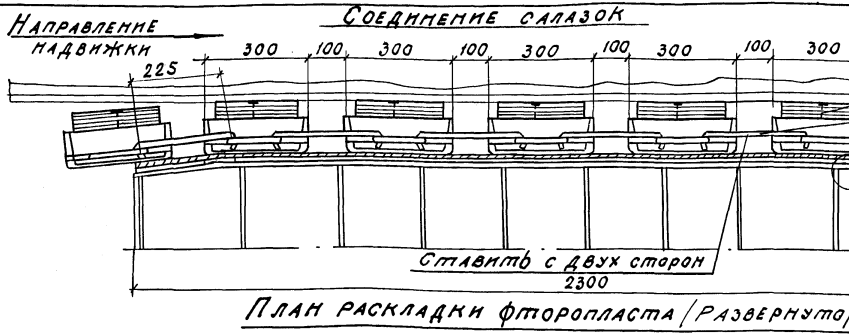 Соединение салазок
Направление
надвижки
300 100 300 100 300 100 300 100 300
225
Ставить с двух сторон
2300
План раскладки фторопласта (развернуто)